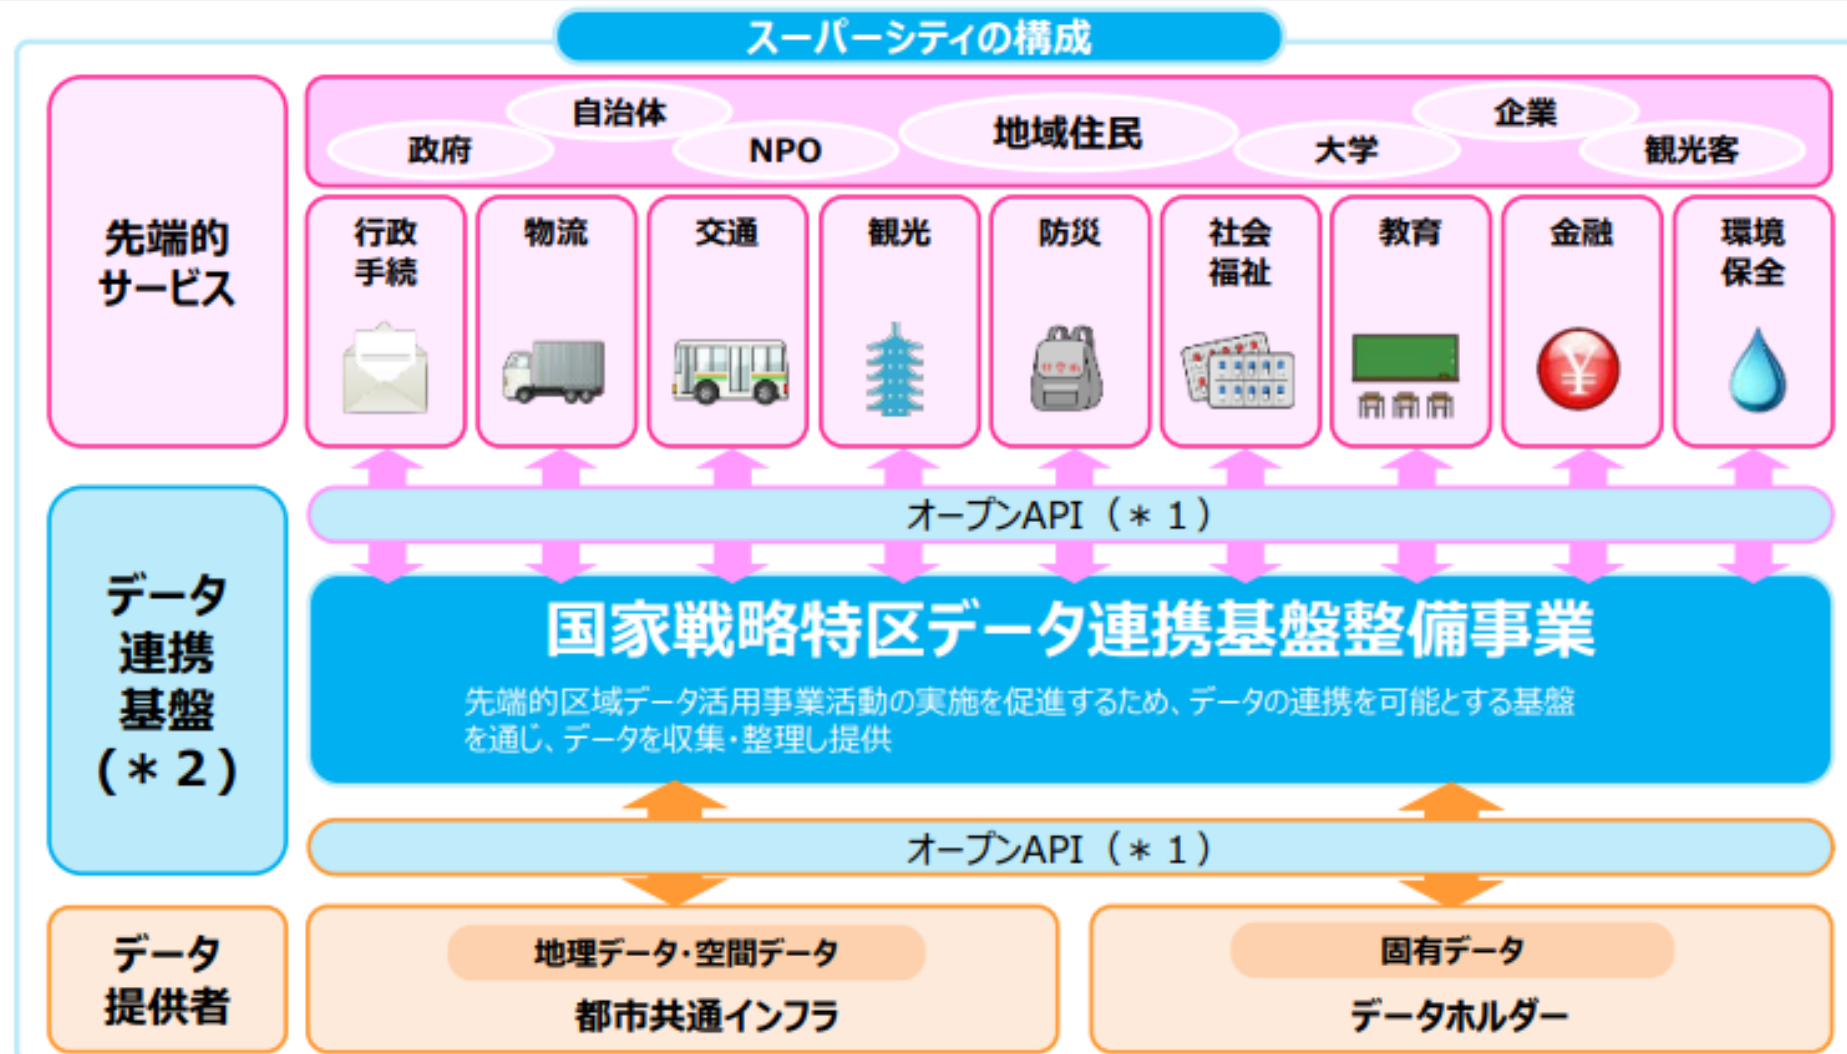 スーパーシティの構成
先端的
サービス
政府
自治体
NPO
地域住民
大学
企業
観光客
行政
手続
物流
交通
観光
防災
社会
福祉
教育
金融
環境
保全
オープンAPI（＊１）
データ
連携
基盤
(＊２)
国家戦略特区データ連携基盤整備事業
先端的区域データ活用事業活動の実施を促進するため、データの連携を可能とする基盤
を通じ、データを収集・整理し提供
オープンAPI（＊１）
データ
提供者
地理データ・空間データ
都市共通インフラ
固有データ
データホルダー